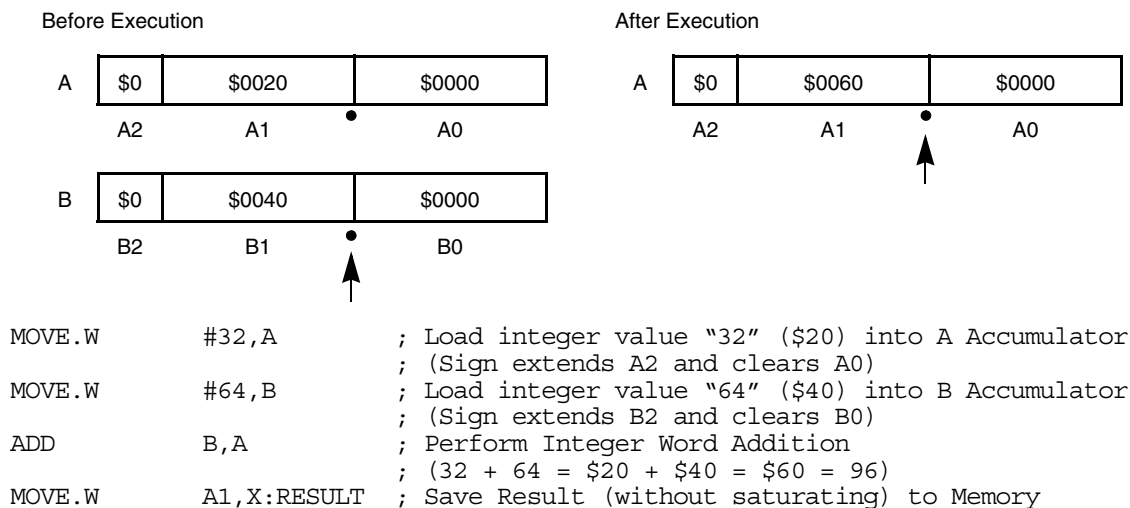 Before Execution After Execution
A $0 $0020 $0000 A $0 $0060 $0000
A2 A1 A0 A2 A1 A0
B $0 $0040 $0000
B2 B1 B0
MOVE.W #32,A ; Load integer value “32” ($20) into A Accumulator
; (Sign extends A2 and clears A0)
MOVE.W #64,B ; Load integer value “64” ($40) into B Accumulator
; (Sign extends B2 and clears B0)
ADD B,A ; Perform Integer Word Addition
; (32 + 64 = $20 + $40 = $60 = 96)
MOVE.W A1,X:RESULT ; Save Result (without saturating) to Memory